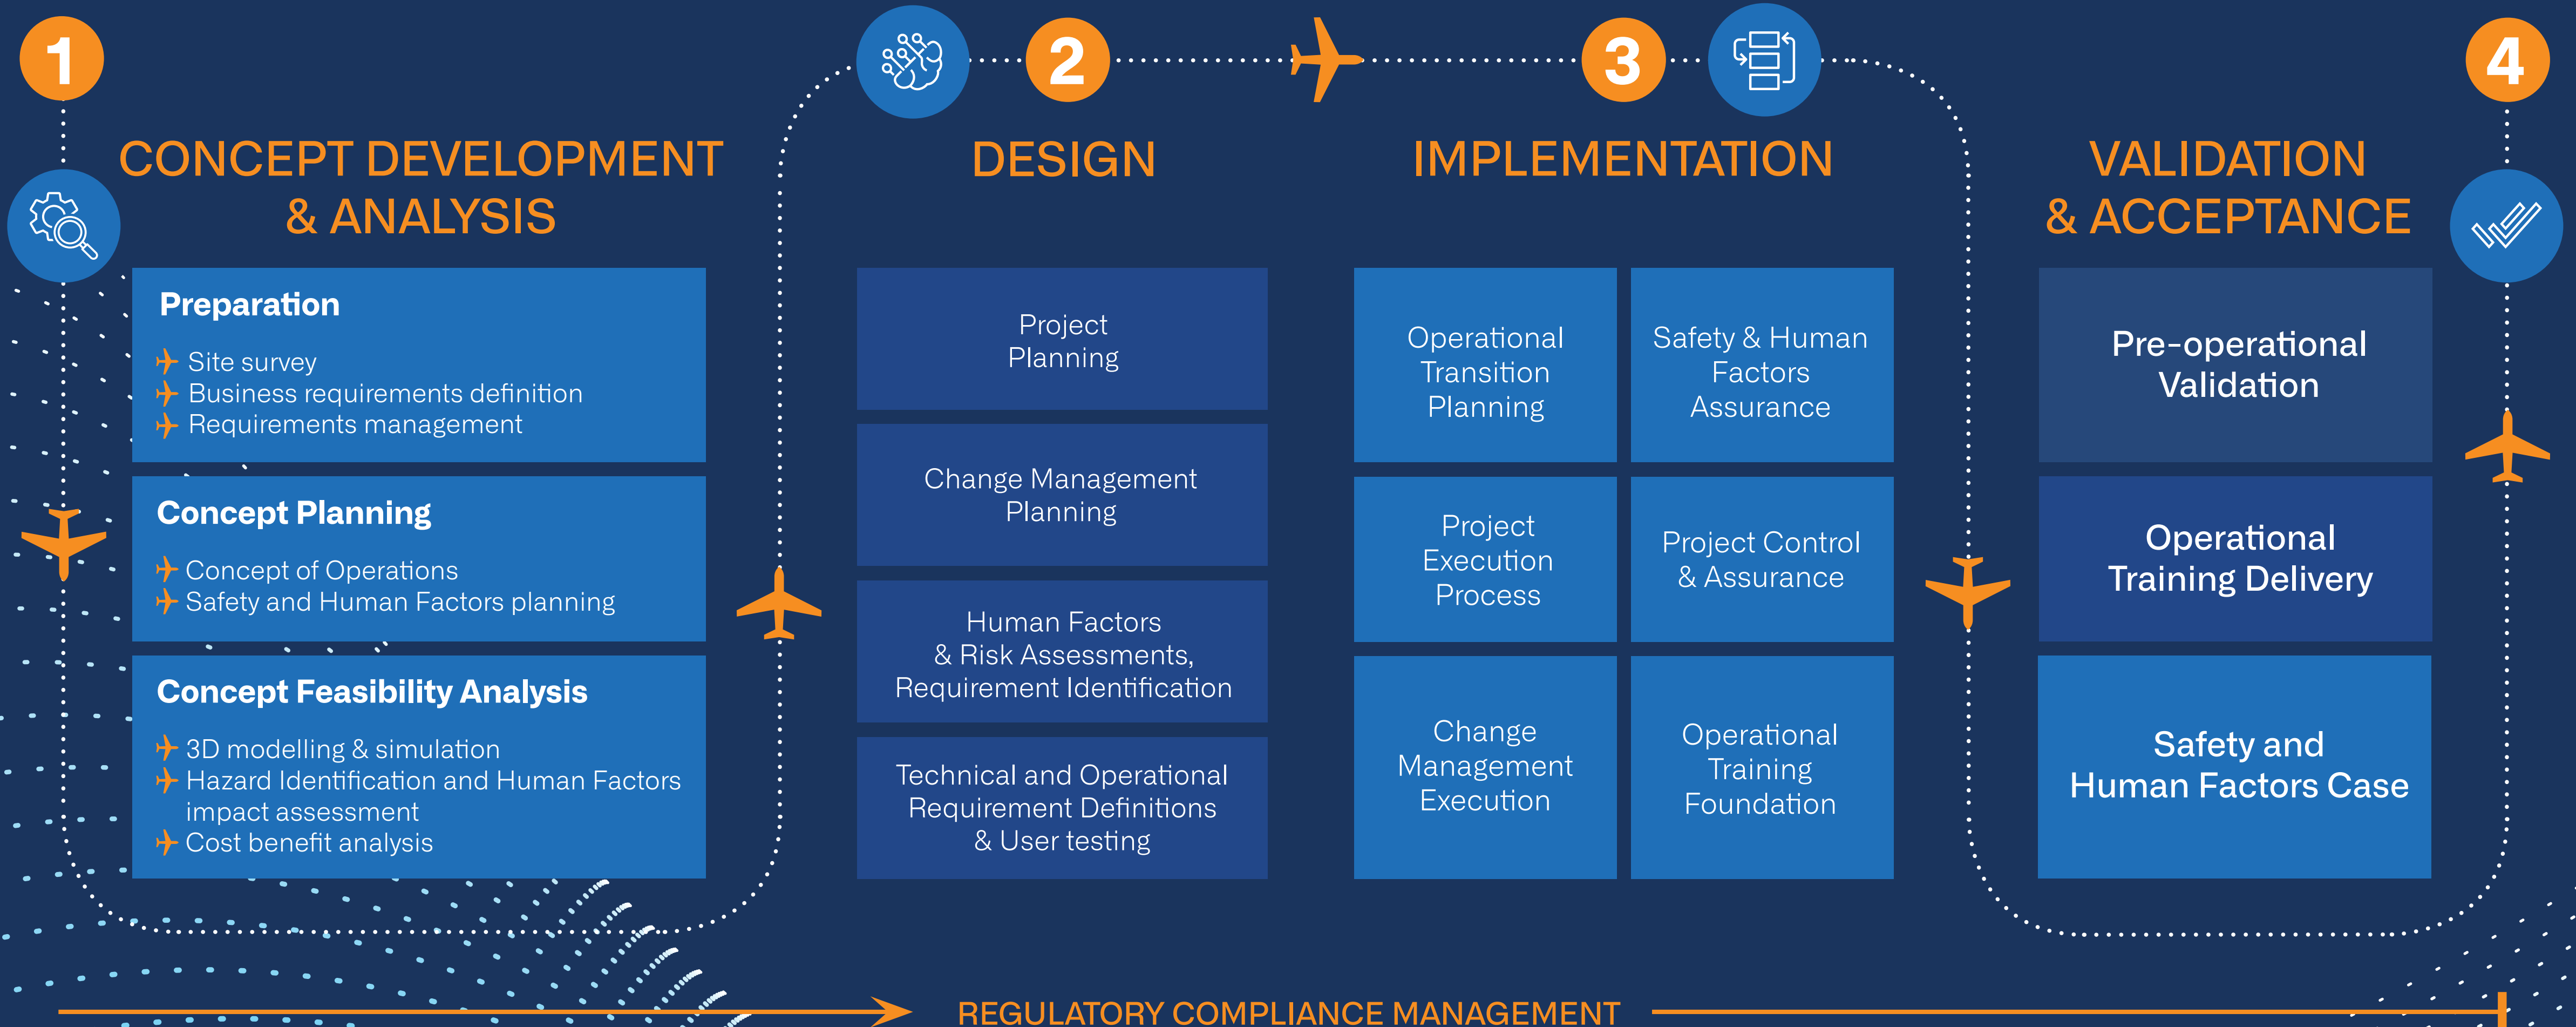 1
CONCEPT DEVELOPMENT
& ANALYSIS
Preparation
Site survey
Business requirements definition
Requirements management
Concept Planning
Concept of Operations
Safety and Human Factors planning
Concept Feasibility Analysis
3D modelling & simulation
Hazard Identification and Human Factors
impact assessment
Cost benefit analysis
2
DESIGN
Project
Planning
Change Management
Planning
Human Factors
& Risk Assessments,
Requirement Identification
Technical and Operational
Requirement Definitions
& User testing
3
IMPLEMENTATION
Operational
Transition
Planning
Safety & Human
Factors
Assurance
Project
Execution
Process
Project Control
& Assurance
Change
Management
Execution
Operational
Training
Foundation
4
VALIDATION
& ACCEPTANCE
Pre-operational
Validation
Operational
Training Delivery
Safety and
Human Factors Case
REGULATORY COMPLIANCE MANAGEMENT